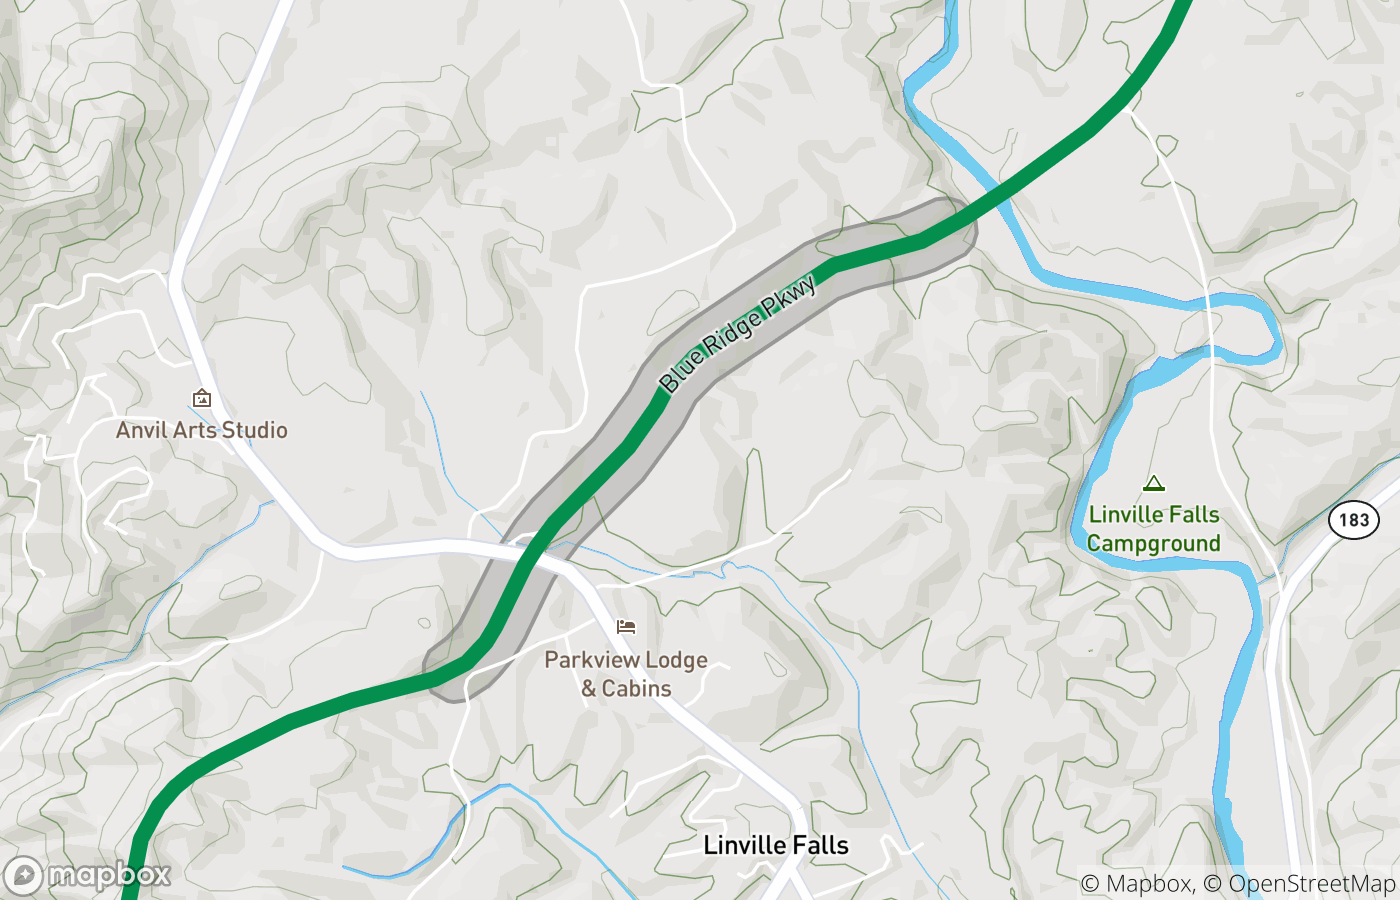 Blue Ridge Pkwy
Anvil Arts Studio
Linville Falls
Campground
183
Parkview Lodge
& Cabins
Linville Falls
mapbox
© Mapbox, © OpenStreetMap